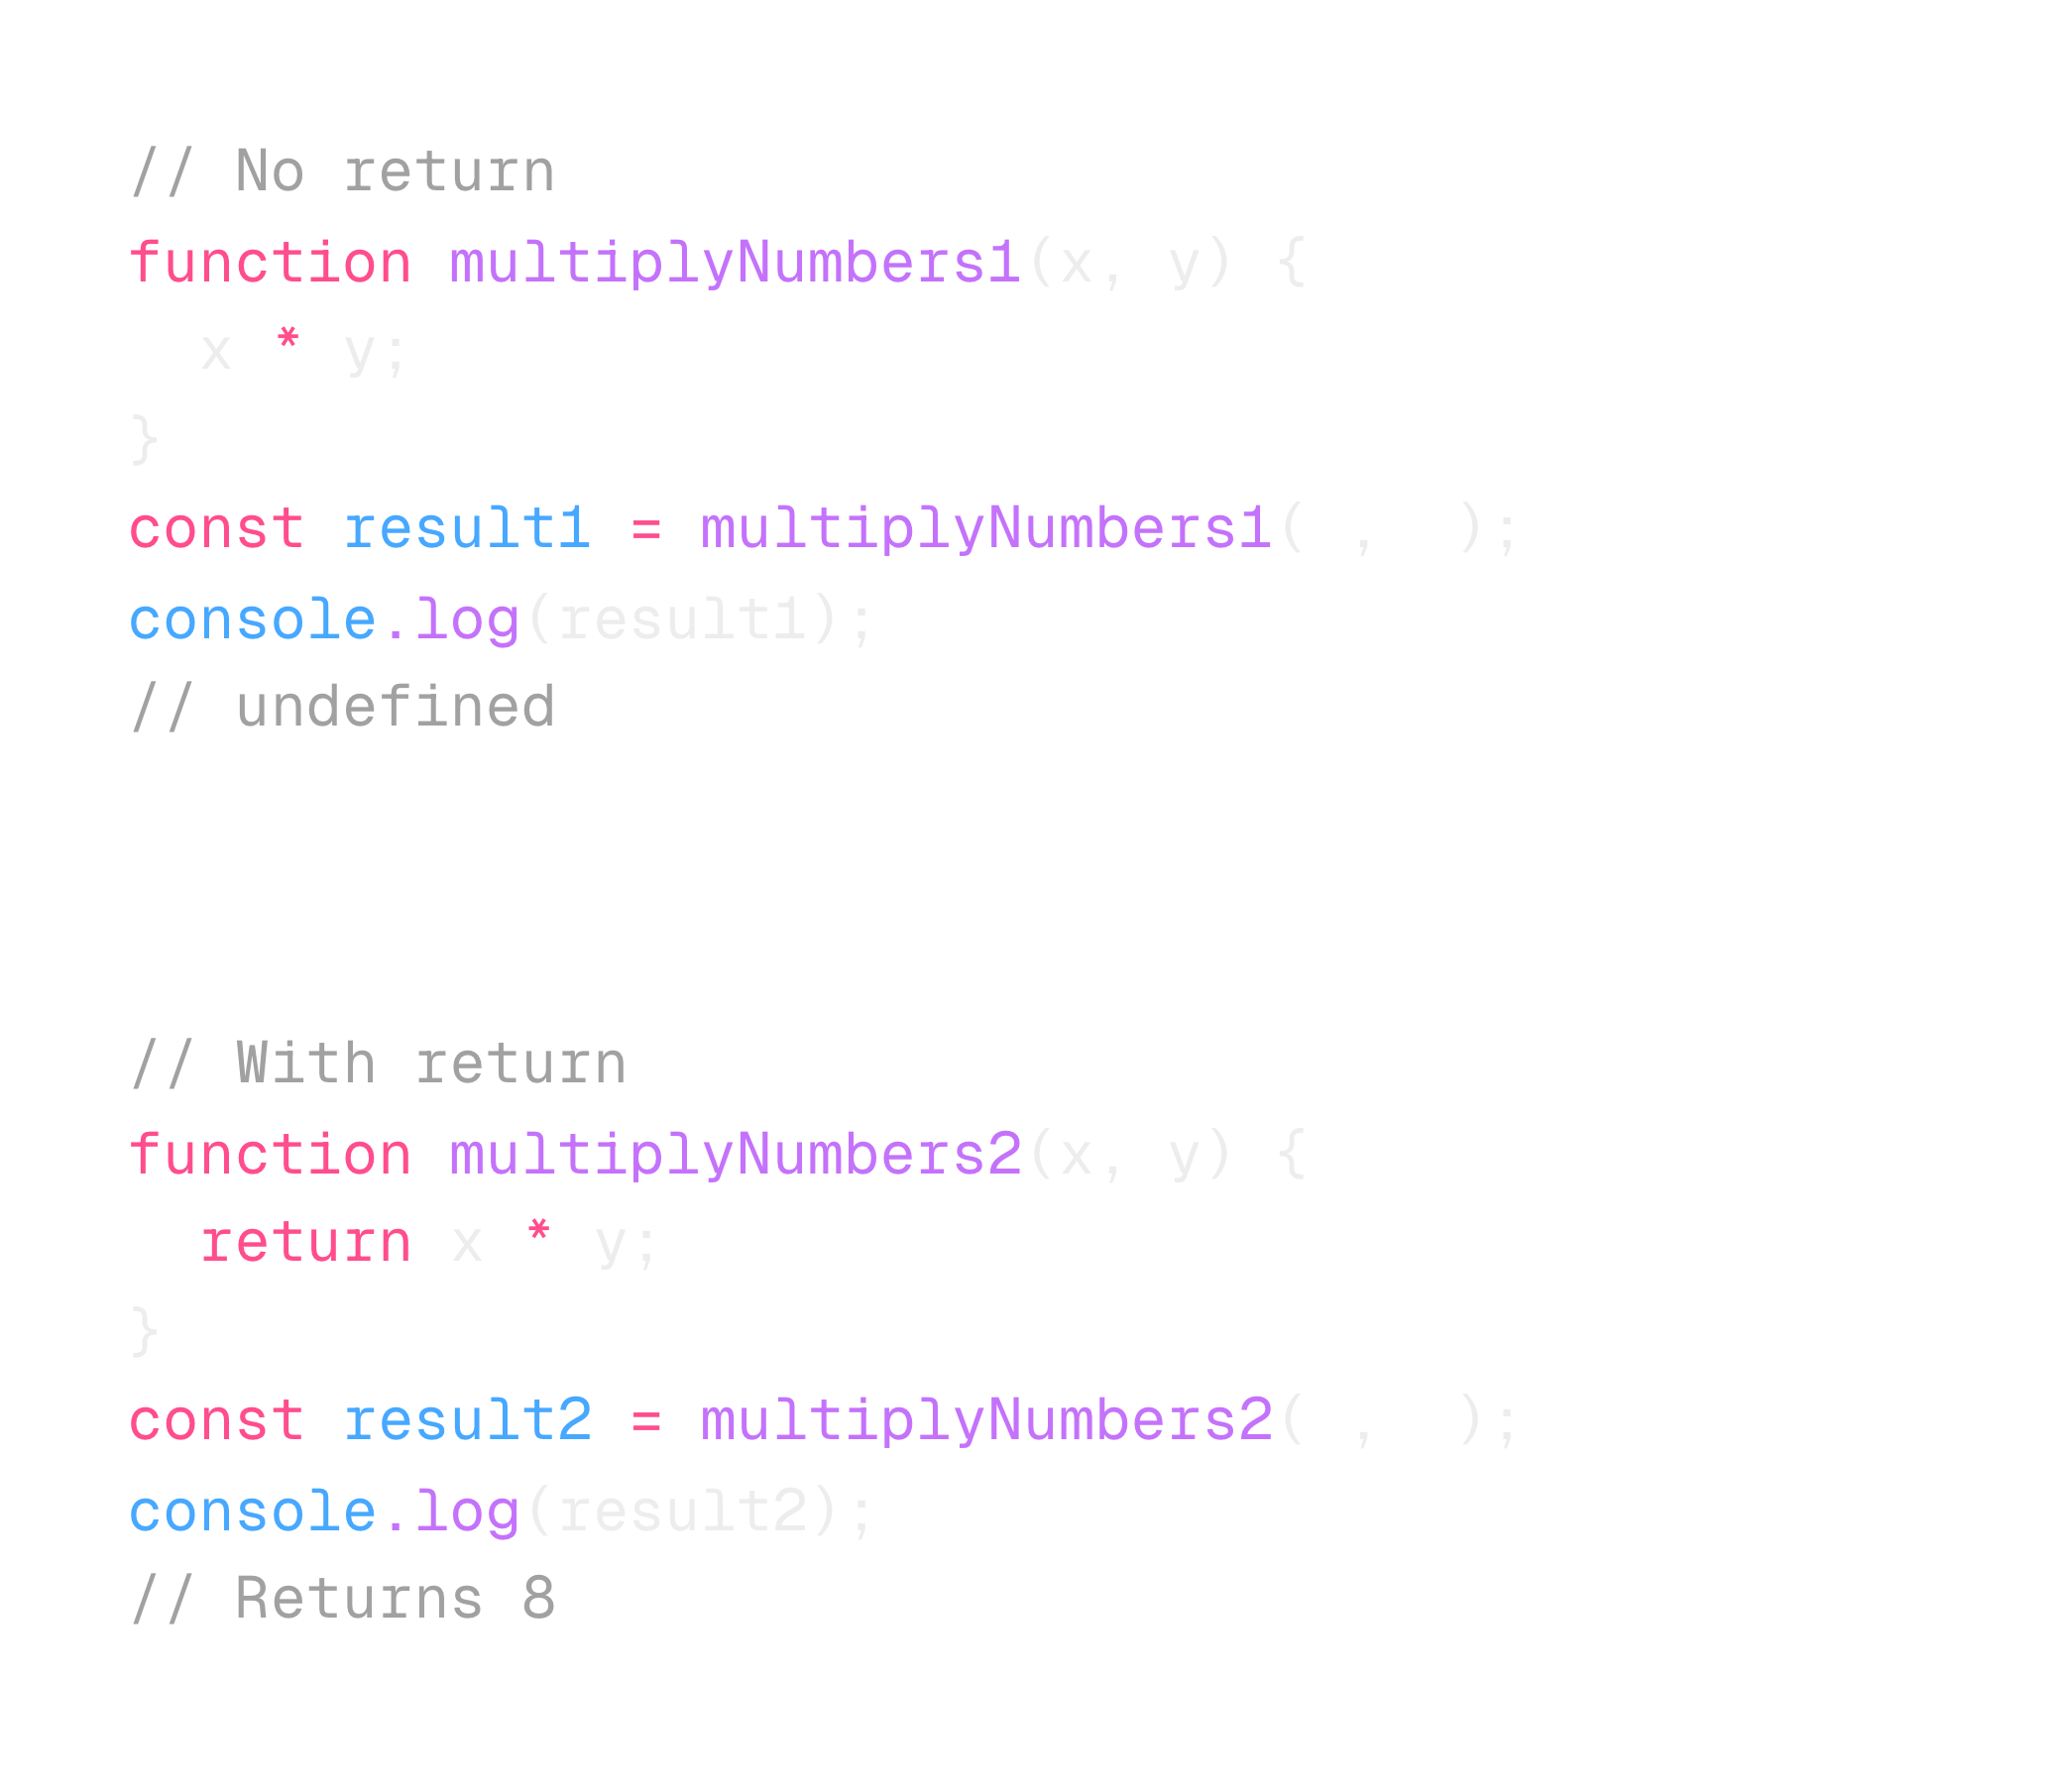 // No return
function multiplyNumbers1(x, y) {
  x * y;
}
const result1 = multiplyNumbers1( ,  );
console.log(result1);
// undefined
// With return
function multiplyNumbers2(x, y) {
  return x * y;
}
const result2 = multiplyNumbers2( ,  );
console.log(result2);
// Returns 8